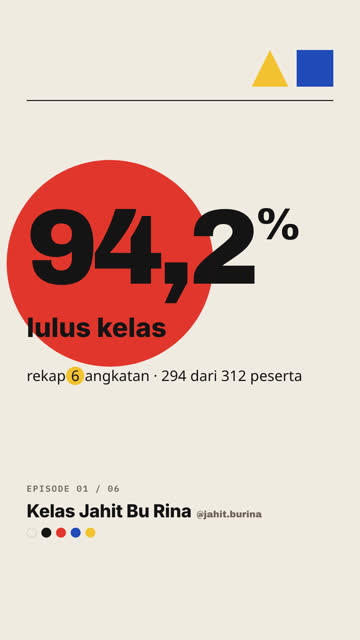 94,2%
lulus kelas
rekap 6 angkatan · 294 dari 312 peserta
EPISODE 01 / 06
Kelas Jahit Bu Rina @jahit.burina